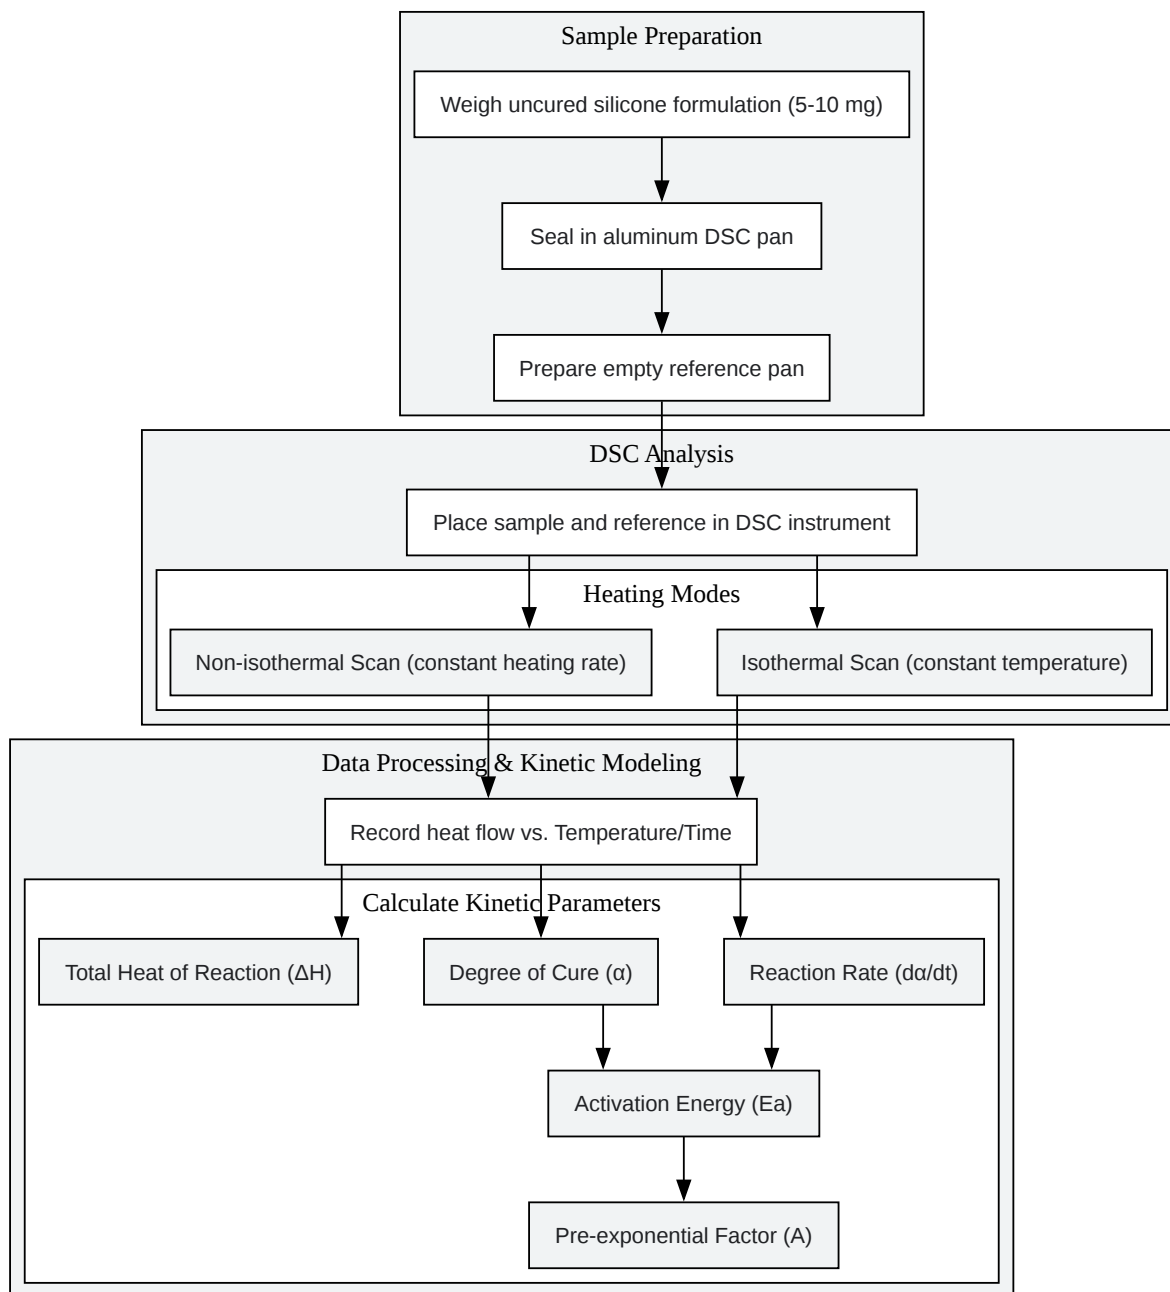 Sample Preparation
Weigh uncured silicone formulation (5-10 mg)
Seal in aluminum DSC pan
Prepare empty reference pan
DSC Analysis
Place sample and reference in DSC instrument
Heating Modes
Non-isothermal Scan (constant heating rate)
Isothermal Scan (constant temperature)
Data Processing & Kinetic Modeling
Record heat flow vs. Temperature/Time
Calculate Kinetic Parameters
Total Heat of Reaction (ΔH)
Degree of Cure (α)
Reaction Rate (dα/dt)
Activation Energy (Ea)
Pre-exponential Factor (A)